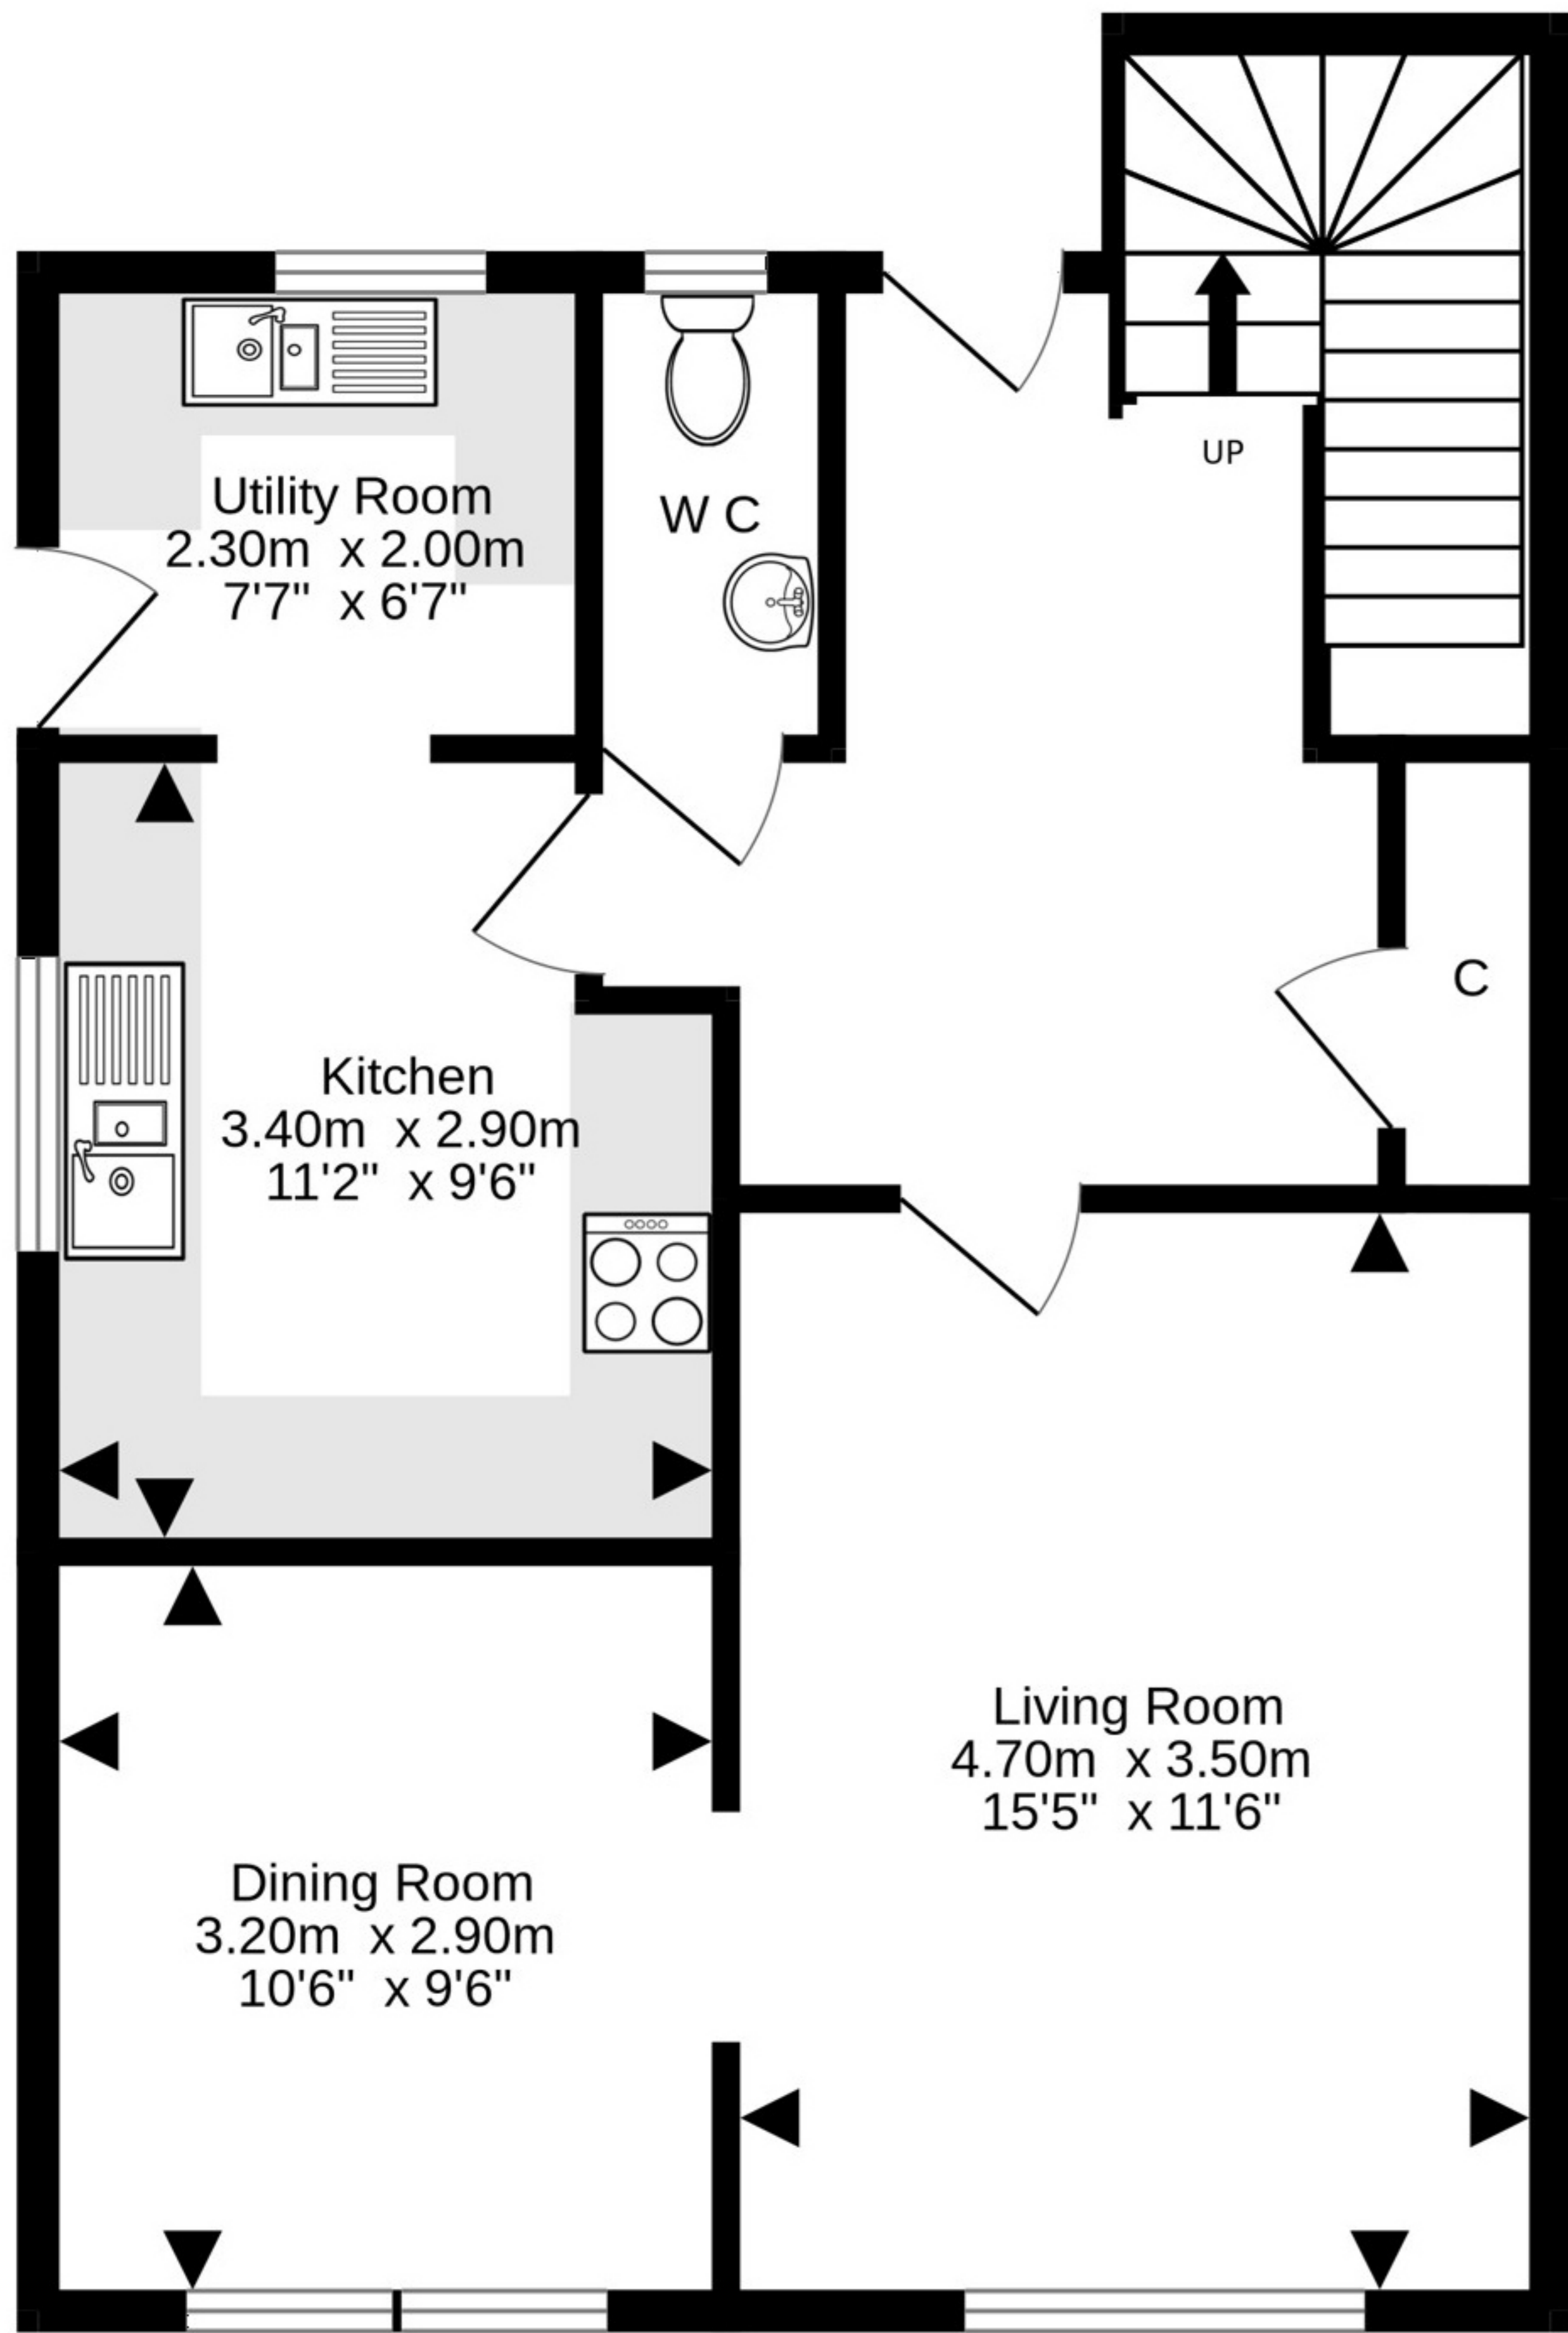 UP
Utility Room
2.30m x 2.00m
7'7" x 6'7"
W C
C
Kitchen
3.40m x 2.90m
11'2" x 9'6"
Living Room
4.70m x 3.50m
15'5" x 11'6"
Dining Room
3.20m x 2.90m
10'6" x 9'6"